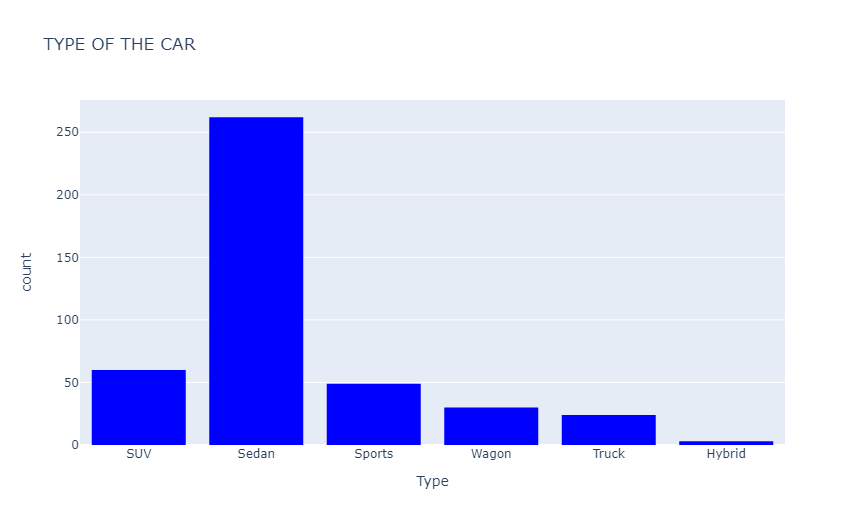 TYPE OF THE CAR
250
200
150
100
50
0
count
SUV Sedan Sports Wagon Truck Hybrid
Type